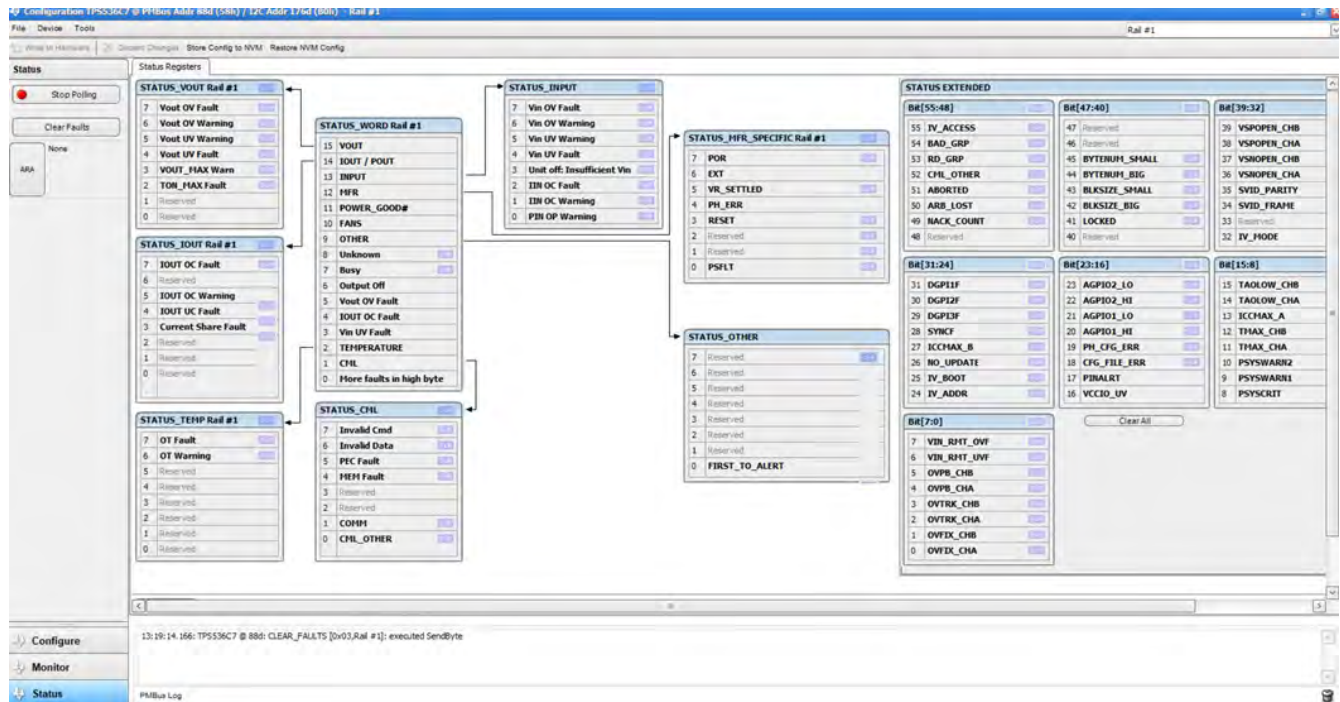 Configuration TPS536C7 @ PMBus Addr 88d (58h) / I2C Addr 176d (B0h) - Rail #1
File Device Tools
Rail #1
Write to Hardware Discard Changes Store Config to NVM Restore NVM Config
Status
Stop Polling
Clear Faults
ARA
None
Status Registers
STATUS_VOUT Rail #1
7 Vout OV Fault
6 Vout OV Warning
5 Vout UV Warning
4 Vout UV Fault
3 VOUT_MAX Warn
2 TON_MAX Fault
1 Reserved
0 Reserved
STATUS_IOUT Rail #1
7 IOUT OC Fault
6 Reserved
5 IOUT OC Warning
4 IOUT UC Fault
3 Current Share Fault
2 Reserved
1 Reserved
0 Reserved
STATUS_TEMP Rail #1
7 OT Fault
6 OT Warning
5 Reserved
4 Reserved
3 Reserved
2 Reserved
1 Reserved
0 Reserved
STATUS_WORD Rail #1
15 VOUT
14 IOUT / POUT
13 INPUT
12 MFR
11 POWER_GOOD#
10 FANS
9 OTHER
8 Unknown
7 Busy
6 Output Off
5 Vout OV Fault
4 IOUT OC Fault
3 Vin UV Fault
2 TEMPERATURE
1 CML
0 More faults in high byte
STATUS_CML
7 Invalid Cmd
6 Invalid Data
5 PEC Fault
4 MEM Fault
3 Reserved
2 Reserved
1 COMM
0 CML_OTHER
STATUS_INPUT
7 Vin OV Fault
6 Vin OV Warning
5 Vin UV Warning
4 Vin UV Fault
3 Unit off: Insufficient Vin
2 IIN OC Fault
1 IIN OC Warning
0 PIN OP Warning
STATUS_MFR_SPECIFIC Rail #1
7 POR
6 EXT
5 VR_SETTLED
4 PH_ERR
3 RESET
2 Reserved
1 Reserved
0 PSFLT
STATUS_OTHER
7 Reserved
6 Reserved
5 Reserved
4 Reserved
3 Reserved
2 Reserved
1 Reserved
0 FIRST_TO_ALERT
STATUS EXTENDED
Bit[55:48]
55 IV_ACCESS
54 BAD_GRP
53 RD_GRP
52 CML_OTHER
51 ABORTED
50 ARB_LOST
49 NACK_COUNT
48 Reserved
Bit[47:40]
47 Reserved
46 Reserved
45 BYTENUM_SMALL
44 BYTENUM_BIG
43 BLKSIZE_SMALL
42 BLKSIZE_BIG
41 LOCKED
40 Reserved
Bit[39:32]
39 VSPOPEN_CHB
38 VSPOPEN_CHA
37 VSNOPEN_CHB
36 VSNOPEN_CHA
35 SVID_PARITY
34 SVID_FRAME
33 Reserved
32 IV_MODE
Bit[31:24]
31 DGPI1F
30 DGPI2F
29 DGPI3F
28 SYNCF
27 ICCMAX_B
26 NO_UPDATE
25 IV_BOOT
24 IV_ADDR
Bit[23:16]
23 AGPIO2_LO
22 AGPIO2_HI
21 AGPIO1_LO
20 AGPIO1_HI
19 PH_CFG_ERR
18 CFG_FILE_ERR
17 PINALRT
16 VCCIO_UV
Bit[15:8]
15 TAOLOW_CHB
14 TAOLOW_CHA
13 ICCMAX_A
12 TMAX_CHB
11 TMAX_CHA
10 PSYSWARN2
9 PSYSWARN1
8 PSYSCRIT
Bit[7:0]
7 VIN_RMT_OVF
6 VIN_RMT_UVF
5 OVPB_CHB
4 OVPB_CHA
3 OVTRK_CHB
2 OVTRK_CHA
1 OVFIX_CHB
0 OVFIX_CHA
Clear All
Configure
Monitor
Status
13:19:14.166: TPS536C7 @ 88d: CLEAR_FAULTS [0x03,Rail #1]: executed SendByte
PMBus Log